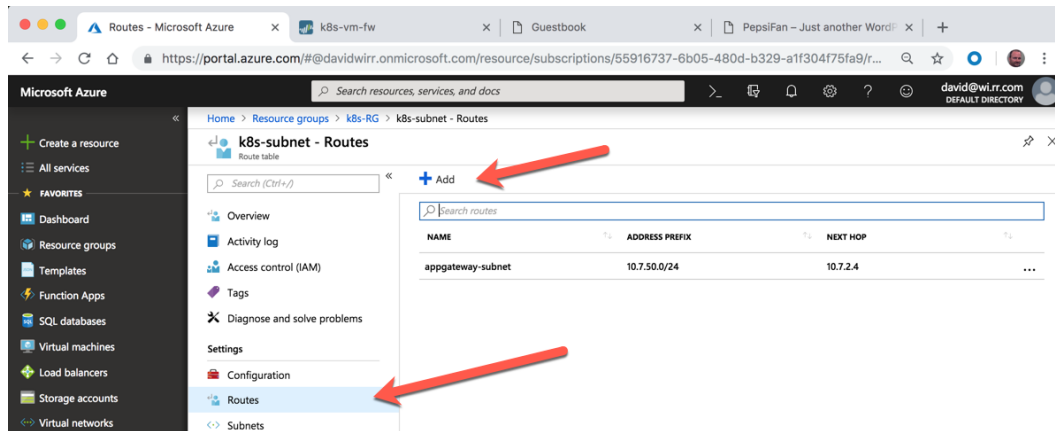 Routes - Microsoft Azure
k8s-vm-fw
Guestbook
PepsiFan – Just another WordP
https://portal.azure.com/#@davidwirr.onmicrosoft.com/resource/subscriptions/55916737-6b05-480d-b329-a1f304f75fa9/r...
Microsoft Azure
Search resources, services, and docs
david@wi.rr.com
DEFAULT DIRECTORY
Home > Resource groups > k8s-RG > k8s-subnet - Routes
Create a resource
All services
FAVORITES
Dashboard
Resource groups
Templates
Function Apps
SQL databases
Virtual machines
Load balancers
Storage accounts
Virtual networks
k8s-subnet - Routes
Route table
Search (Ctrl+/)
Overview
Activity log
Access control (IAM)
Tags
Diagnose and solve problems
Settings
Configuration
Routes
Subnets
Add
Search routes
NAME ADDRESS PREFIX NEXT HOP
appgateway-subnet 10.7.50.0/24 10.7.2.4 ...